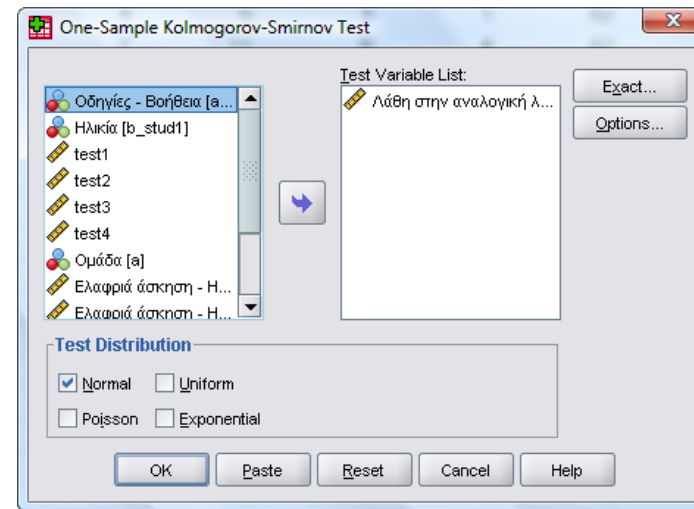 One-Sample Kolmogorov-Smirnov Test
Οδηγίες - Βοήθεια [a...
Ηλικία [b_stud1]
test1
test2
test3
test4
Ομάδα [a]
Ελαφριά άσκηση - Η...
Ελαφριά άσκηση - Η...
Test Variable List:
Λάθη στην αναλογική λ...
Exact...
Options...
Test Distribution
Normal
Uniform
Poisson
Exponential
OK
Paste
Reset
Cancel
Help